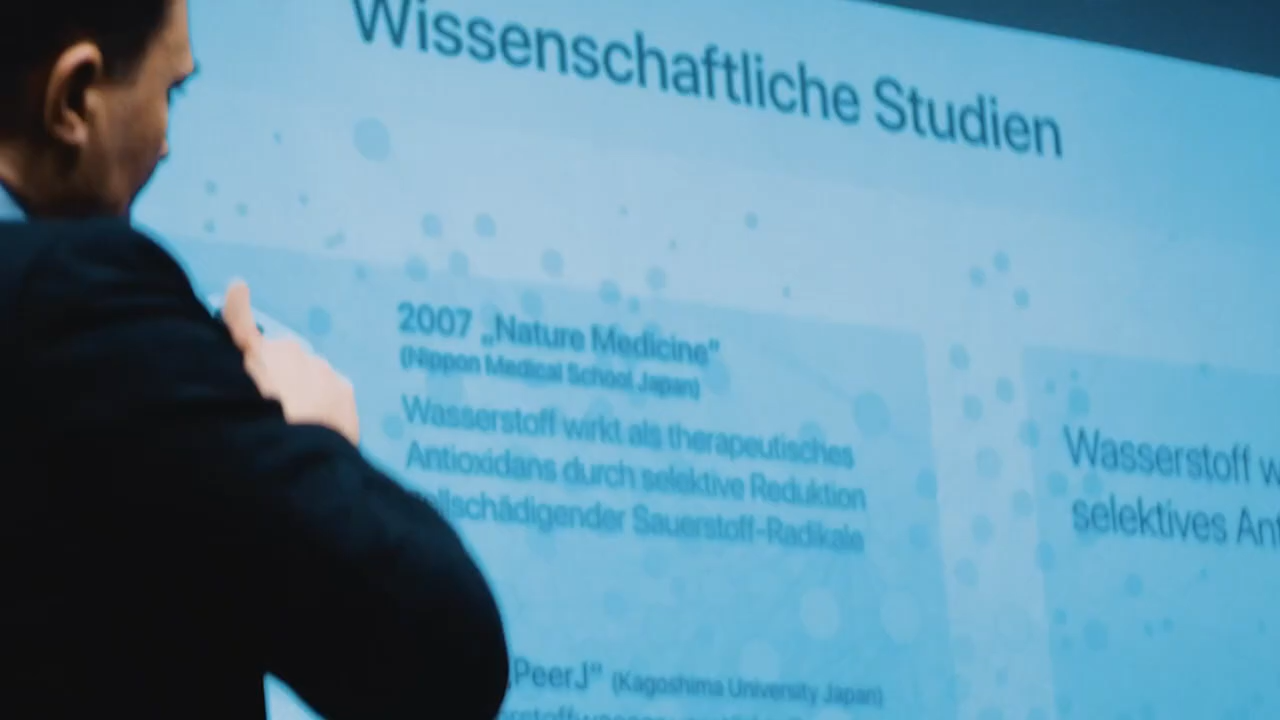 Wissenschaftliche Studien
2007 „Nature Medicine"
(Nippon Medical School, Japan)
Wasserstoff wirkt als therapeutisches
Antioxidans durch selektive Reduktion
zellschädigender Sauerstoff-Radikale
„PeerJ" (Kagoshima University Japan)
Wasserstoff
selektives